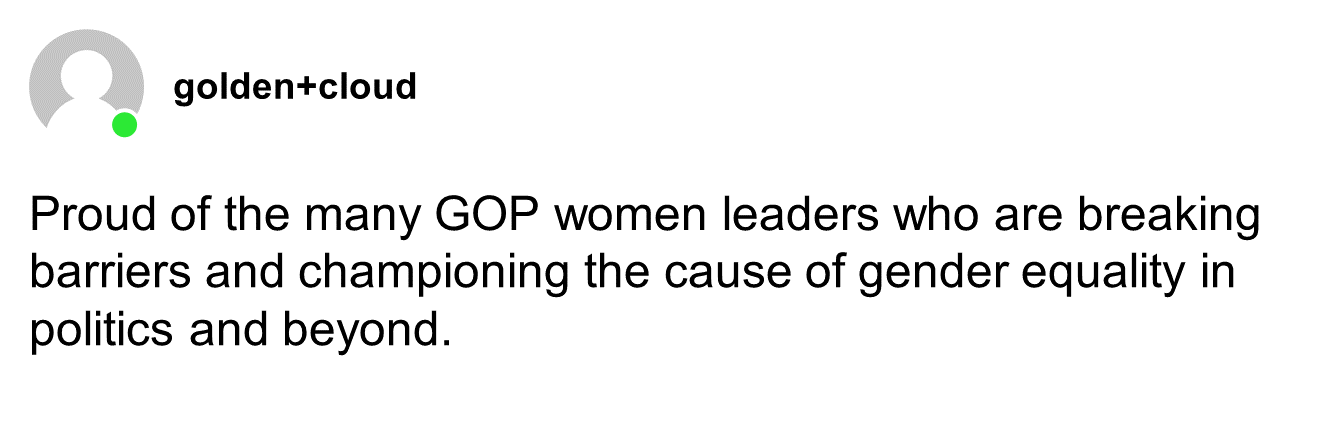 golden+cloud
Proud of the many GOP women leaders who are breaking
barriers and championing the cause of gender equality in
politics and beyond.